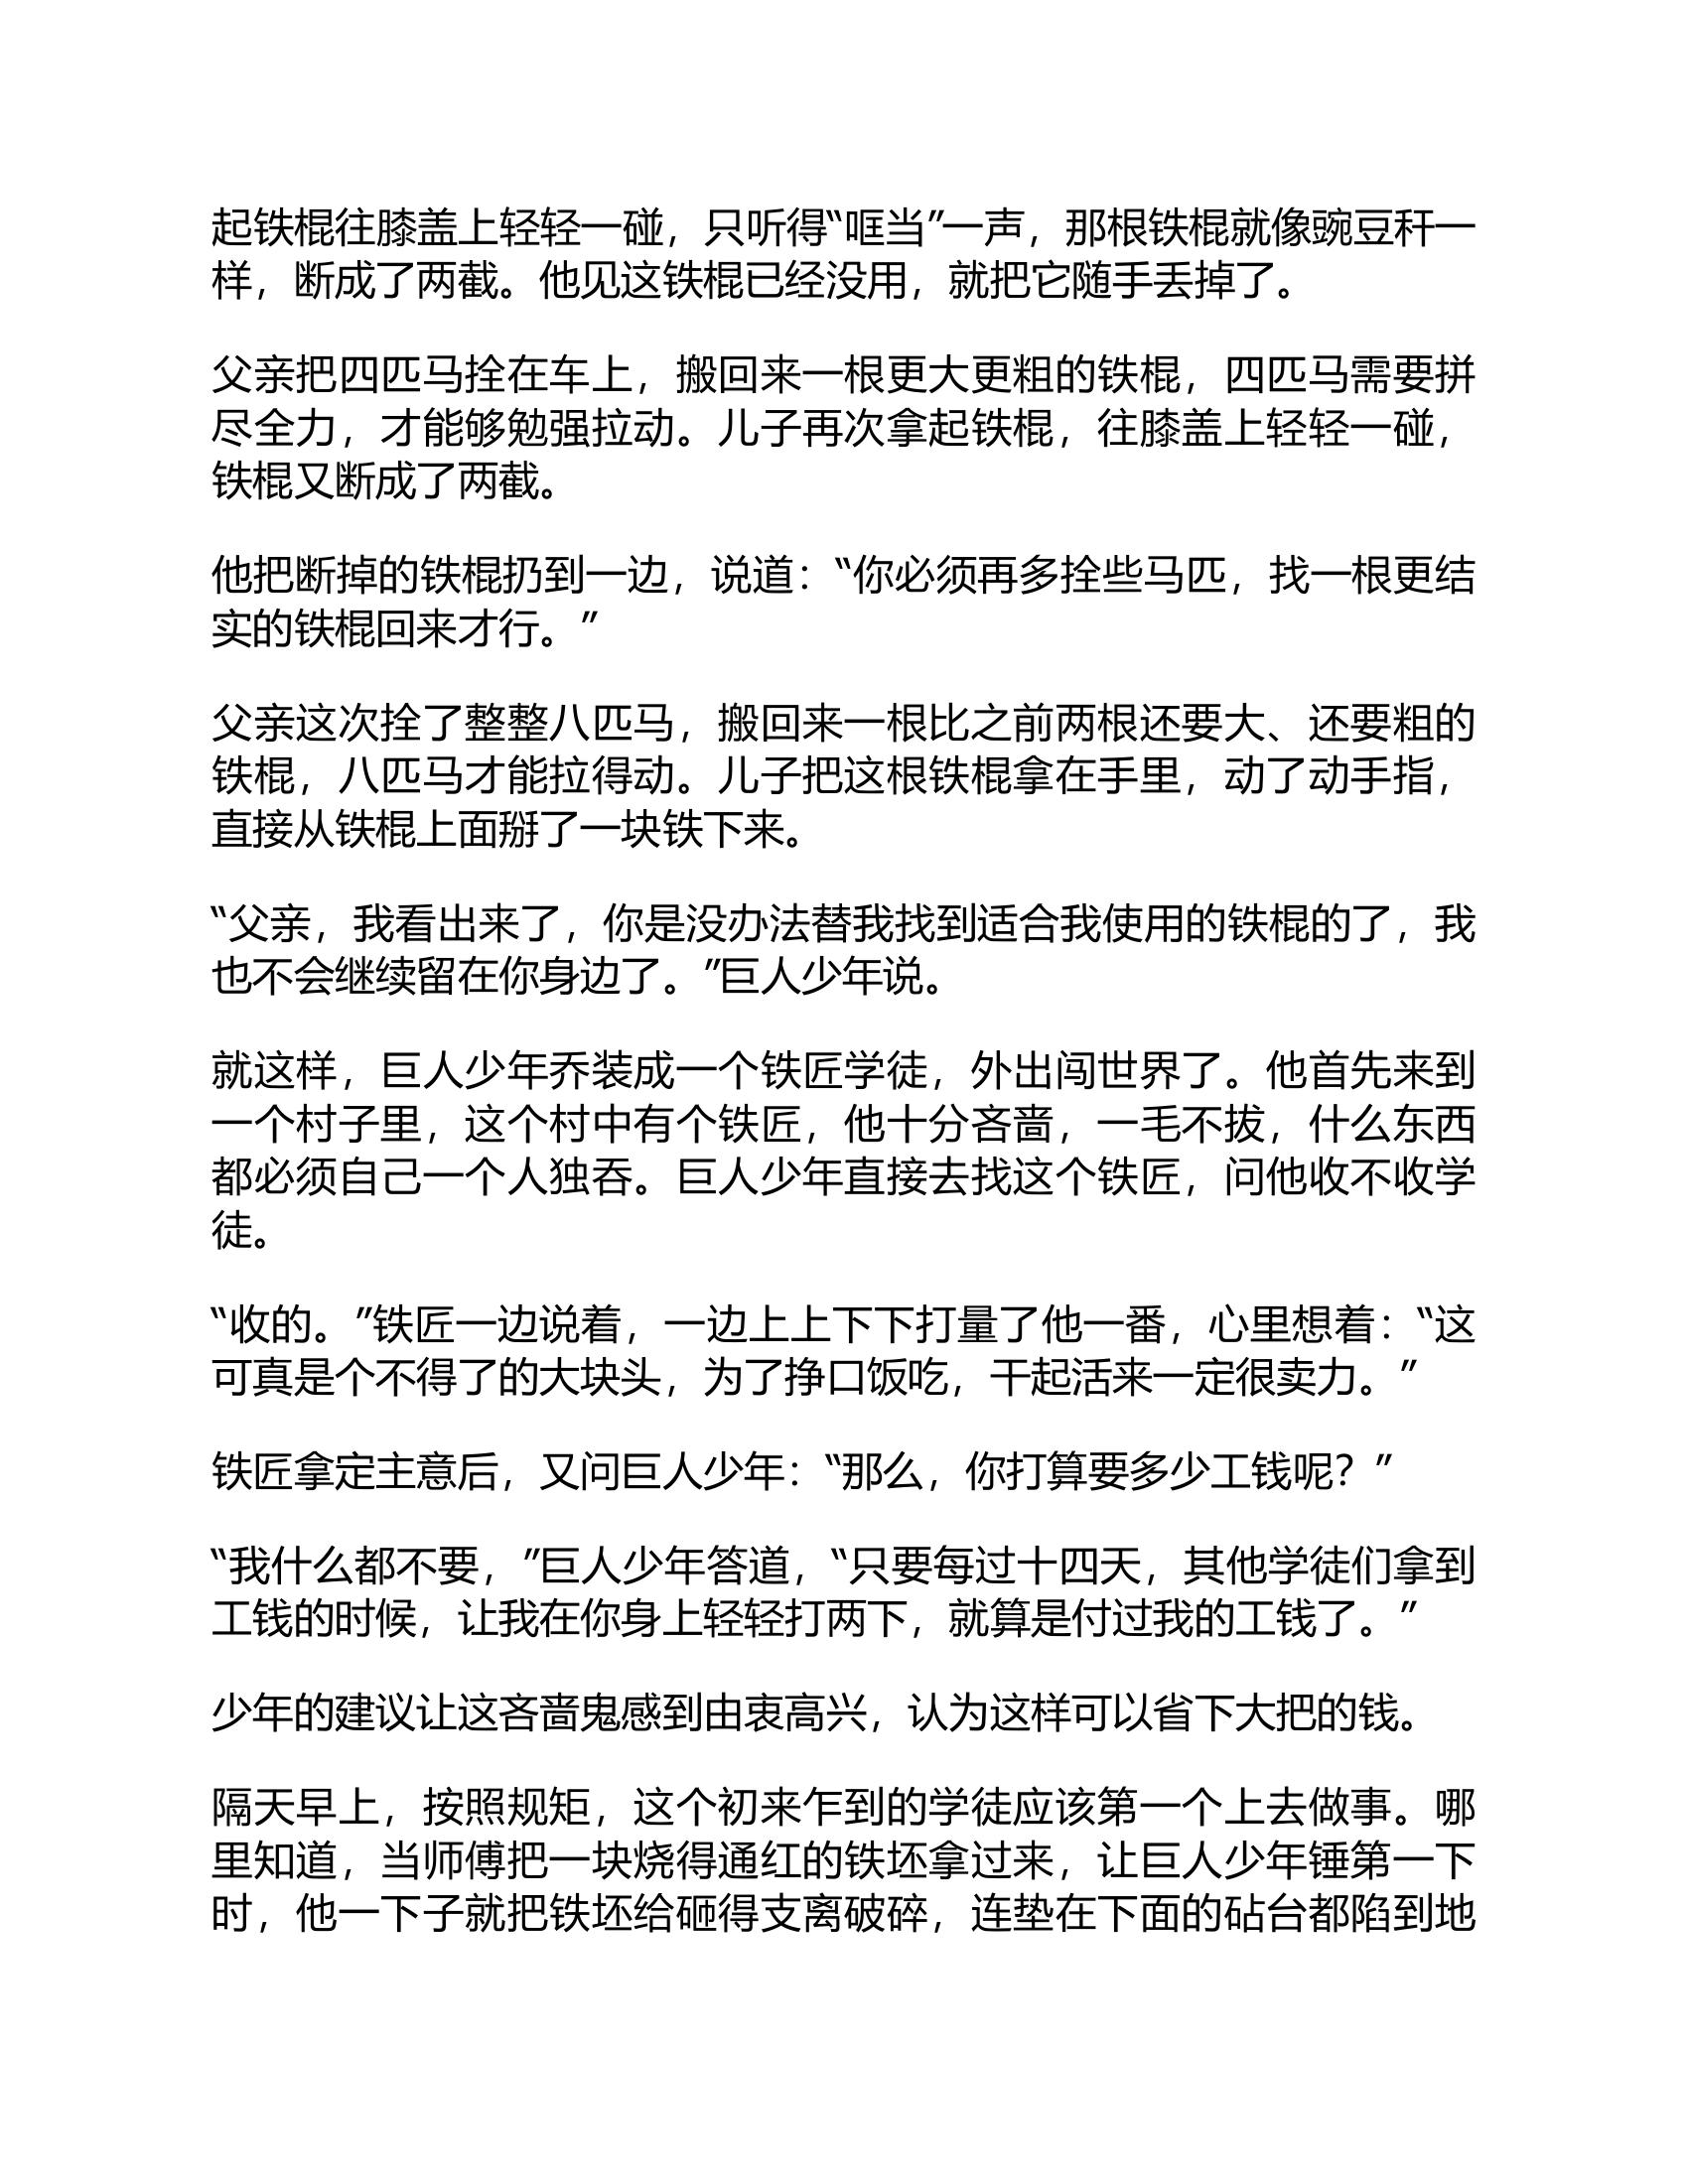 起铁棍往膝盖上轻轻一碰，只听得“哐当”一声，那根铁棍就像豌豆秆一
样，断成了两截。他见这铁棍已经没用，就把它随手丢掉了。
父亲把四匹马拴在车上，搬回来一根更大更粗的铁棍，四匹马需要拼
尽全力，才能够勉强拉动。儿子再次拿起铁棍，往膝盖上轻轻一碰，
铁棍又断成了两截。
他把断掉的铁棍扔到一边，说道：“你必须再多拴些马匹，找一根更结
实的铁棍回来才行。”
父亲这次拴了整整八匹马，搬回来一根比之前两根还要大、还要粗的
铁棍，八匹马才能拉得动。儿子把这根铁棍拿在手里，动了动手指，
直接从铁棍上面掰了一块铁下来。
“父亲，我看出来了，你是没办法替我找到适合我使用的铁棍的了，我
也不会继续留在你身边了。”巨人少年说。
就这样，巨人少年乔装成一个铁匠学徒，外出闯世界了。他首先来到
一个村子里，这个村中有个铁匠，他十分吝啬，一毛不拔，什么东西
都必须自己一个人独吞。巨人少年直接去找这个铁匠，问他收不收学
徒。
“收的。”铁匠一边说着，一边上上下下打量了他一番，心里想着：“这
可真是个不得了的大块头，为了挣口饭吃，干起活来一定很卖力。”
铁匠拿定主意后，又问巨人少年：“那么，你打算要多少工钱呢？”
“我什么都不要，”巨人少年答道，“只要每过十四天，其他学徒们拿到
工钱的时候，让我在你身上轻轻打两下，就算是付过我的工钱了。”
少年的建议让这吝啬鬼感到由衷高兴，认为这样可以省下大把的钱。
隔天早上，按照规矩，这个初来乍到的学徒应该第一个上去做事。哪
里知道，当师傅把一块烧得通红的铁坯拿过来，让巨人少年锤第一下
时，他一下子就把铁坯给砸得支离破碎，连垫在下面的砧台都陷到地